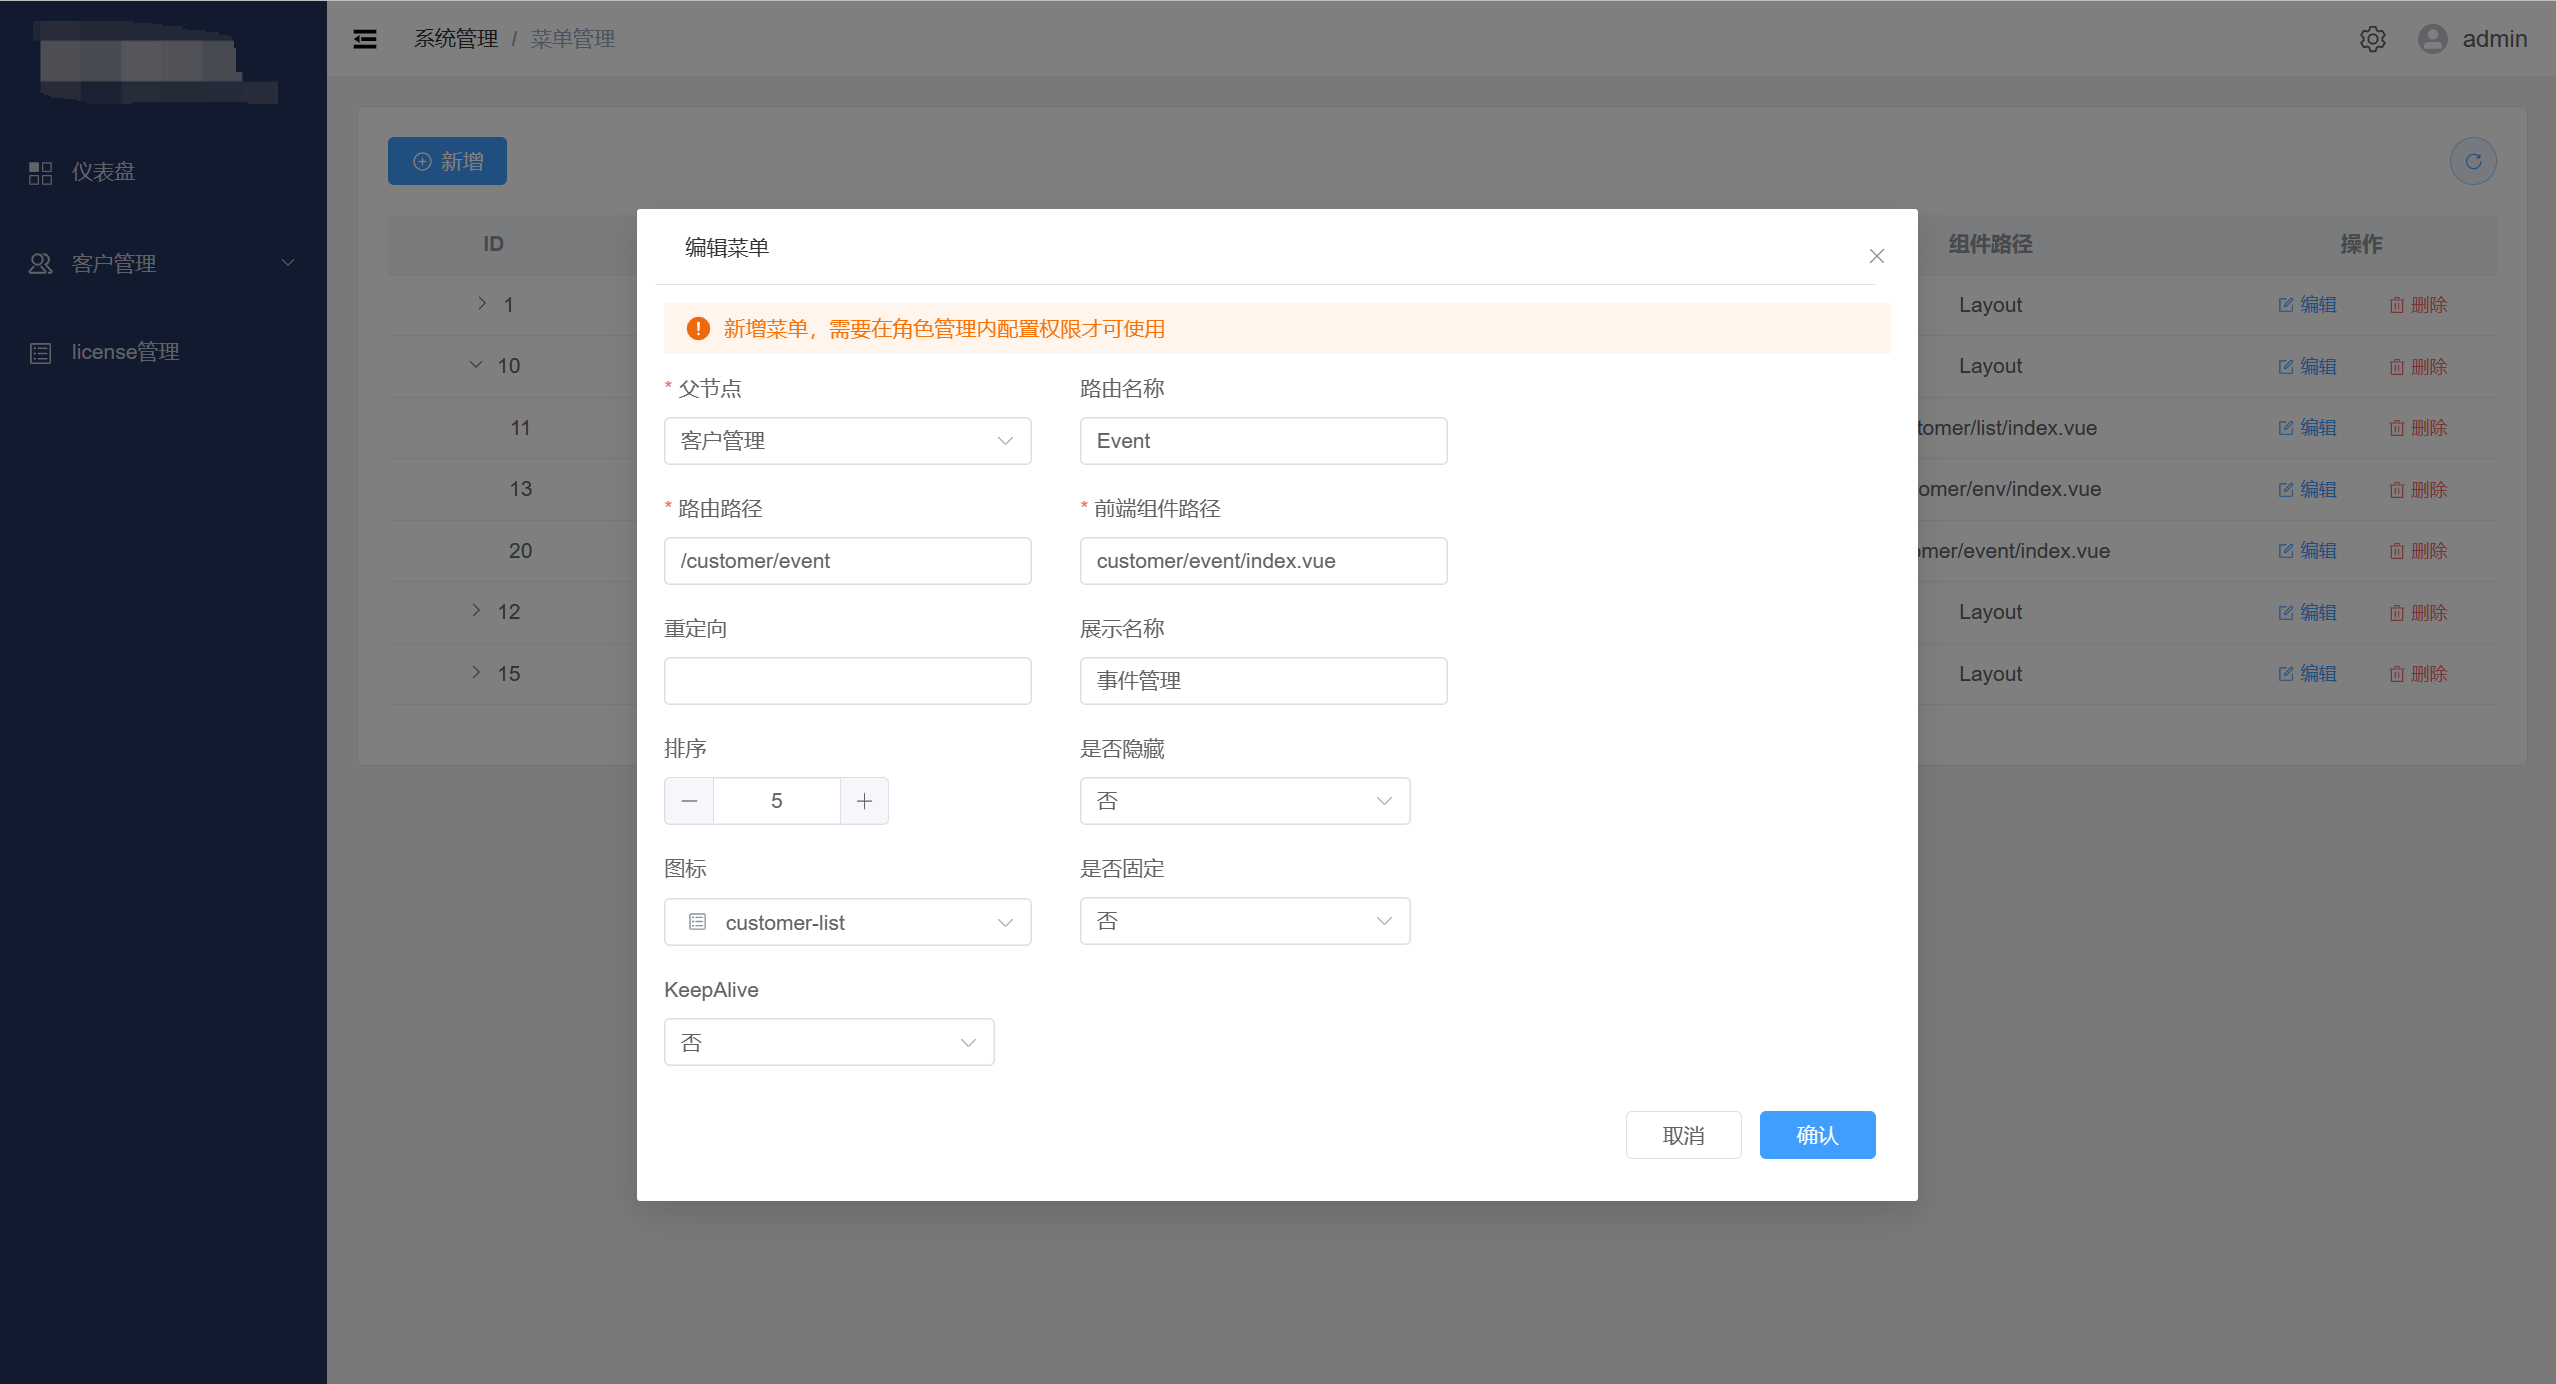 系统管理 / 菜单管理
admin
仪表盘
客户管理
license管理
新增
ID
组件路径
操作
1
Layout
编辑
删除
10
Layout
编辑
删除
11
tomer/list/index.vue
编辑
删除
13
omer/env/index.vue
编辑
删除
20
mer/event/index.vue
编辑
删除
12
Layout
编辑
删除
15
Layout
编辑
删除
编辑菜单
新增菜单，需要在角色管理内配置权限才可使用
* 父节点
路由名称
客户管理
Event
* 路由路径
* 前端组件路径
/customer/event
customer/event/index.vue
重定向
展示名称
事件管理
排序
是否隐藏
5
否
图标
是否固定
customer-list
否
KeepAlive
否
取消
确认